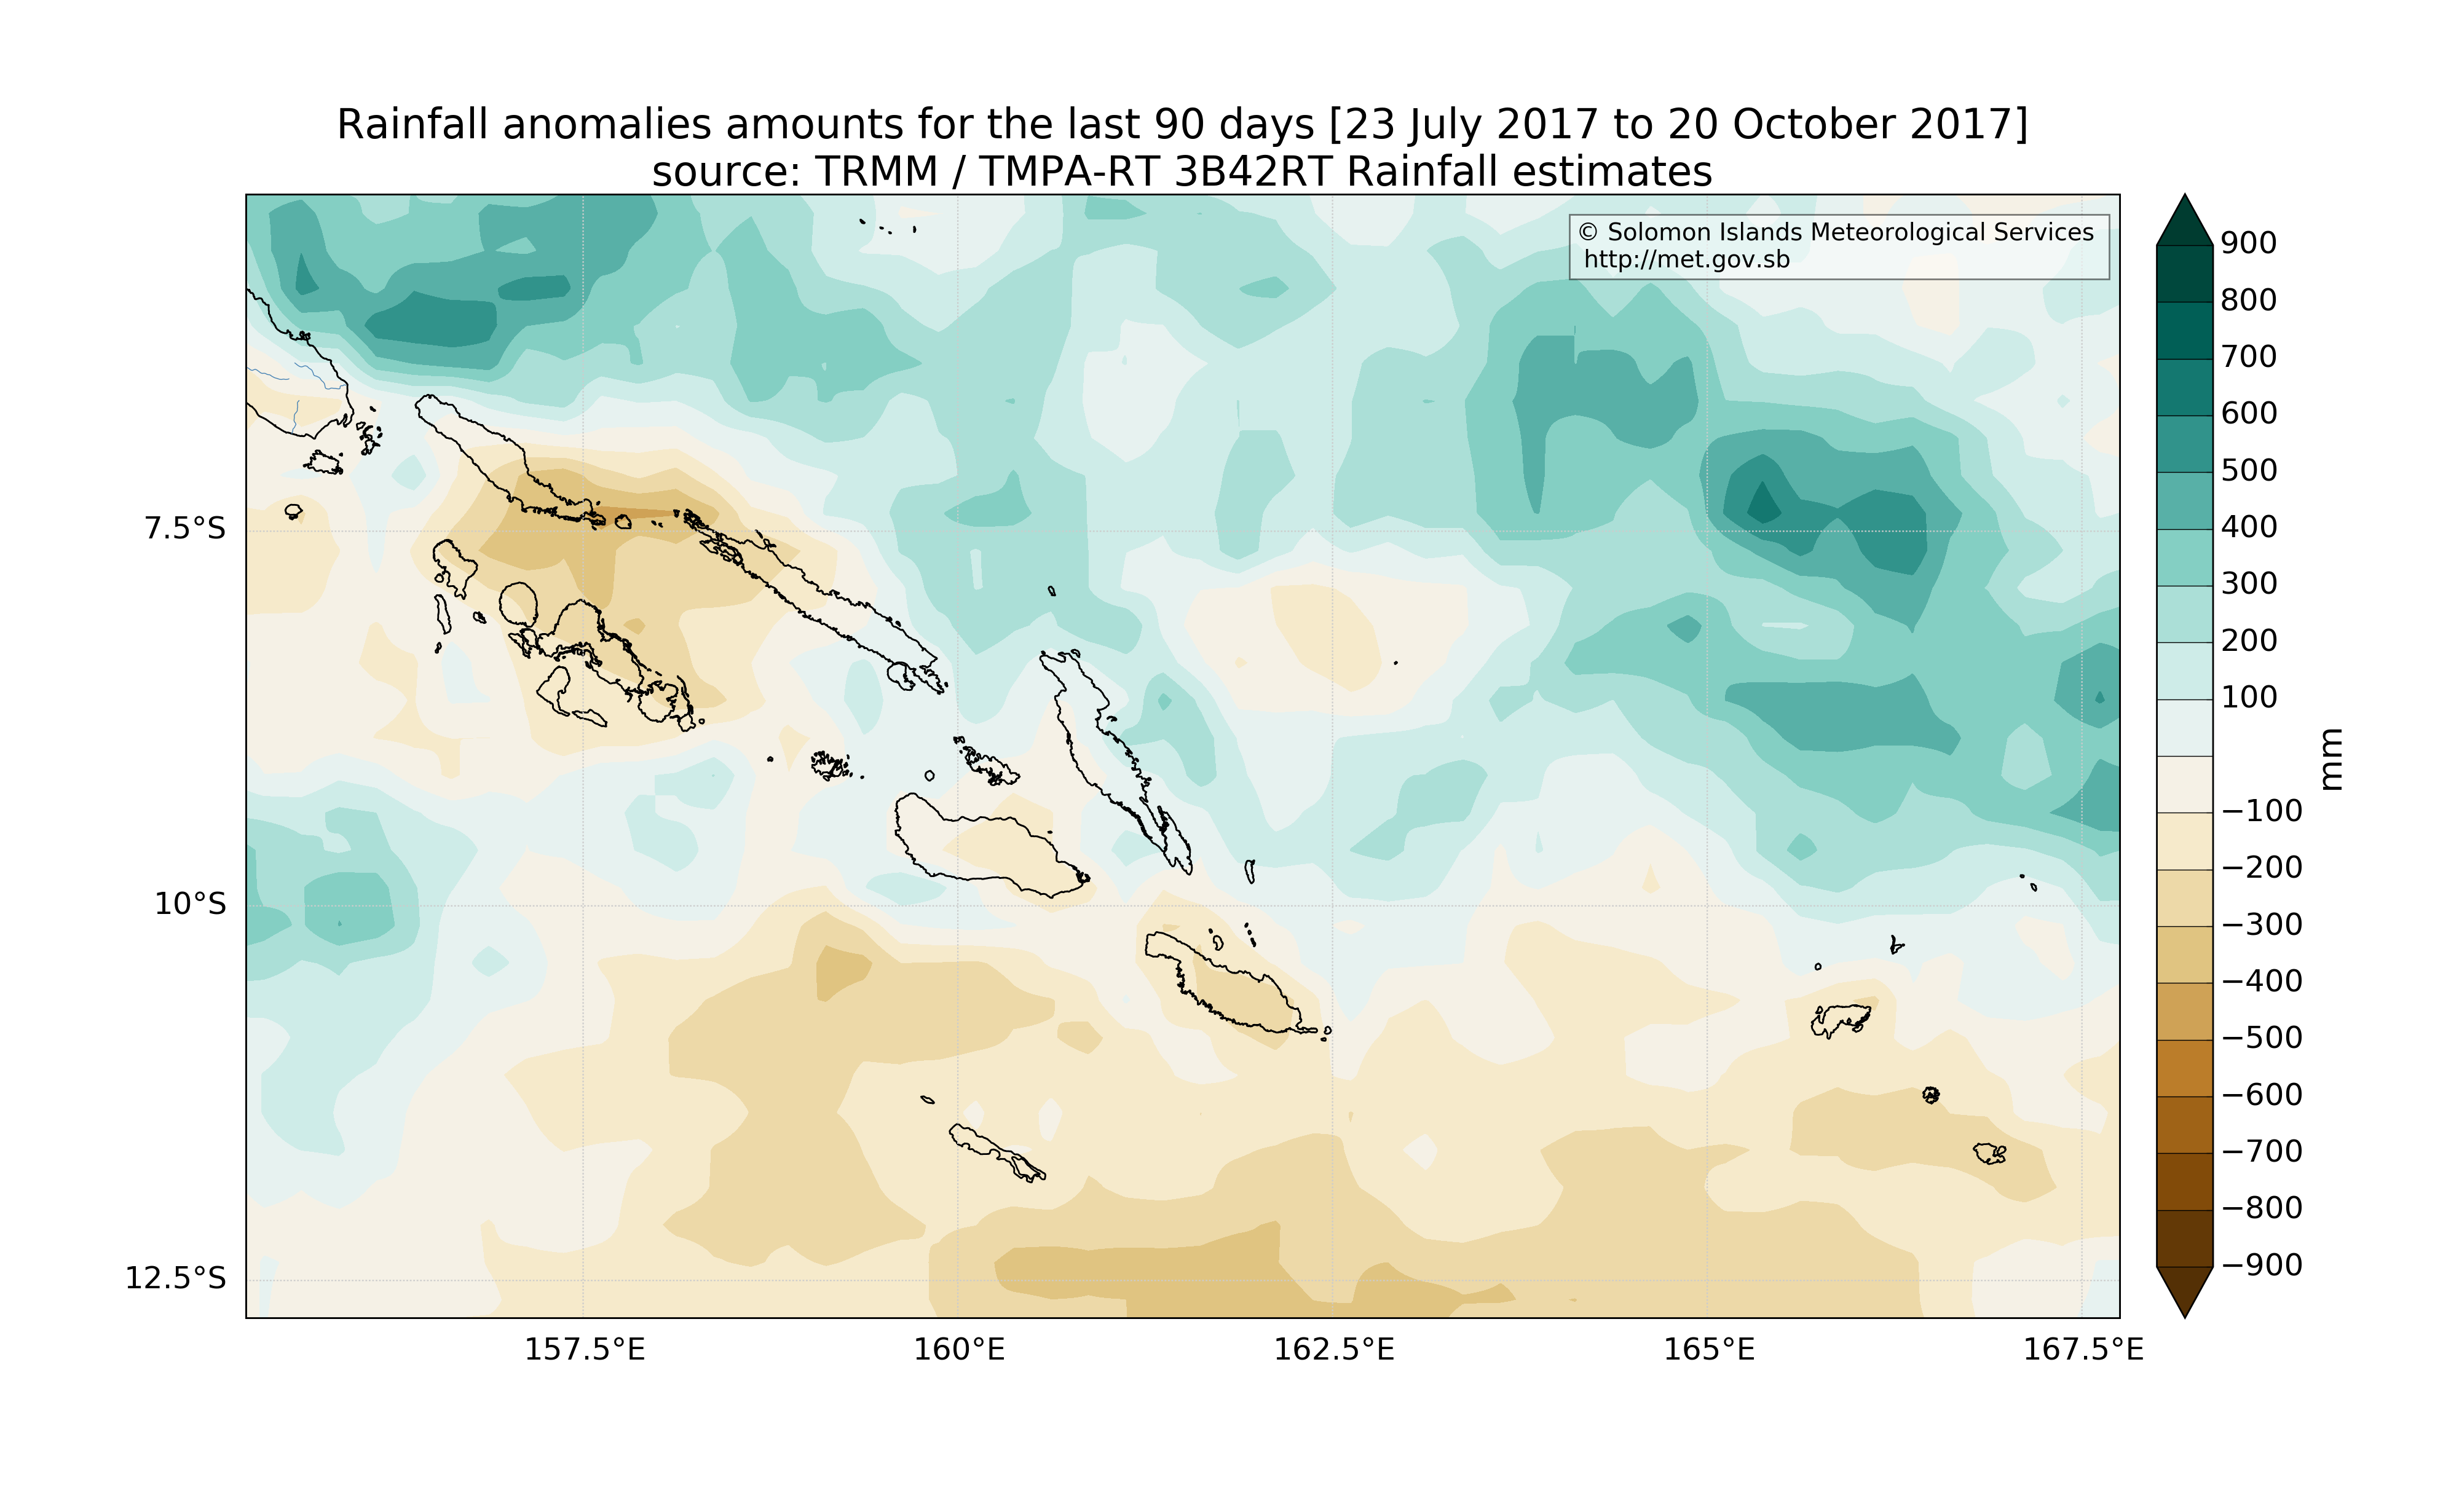 Rainfall anomalies amounts for the last 90 days [23 July 2017 to 20 October 2017]
source: TRMM / TMPA-RT 3B42RT Rainfall estimates
© Solomon Islands Meteorological Services
http://met.gov.sb
7.5°S
10°S
12.5°S
157.5°E
160°E
162.5°E
165°E
167.5°E
900
800
700
600
500
400
300
200
100
−100
−200
−300
−400
−500
−600
−700
−800
−900
mm